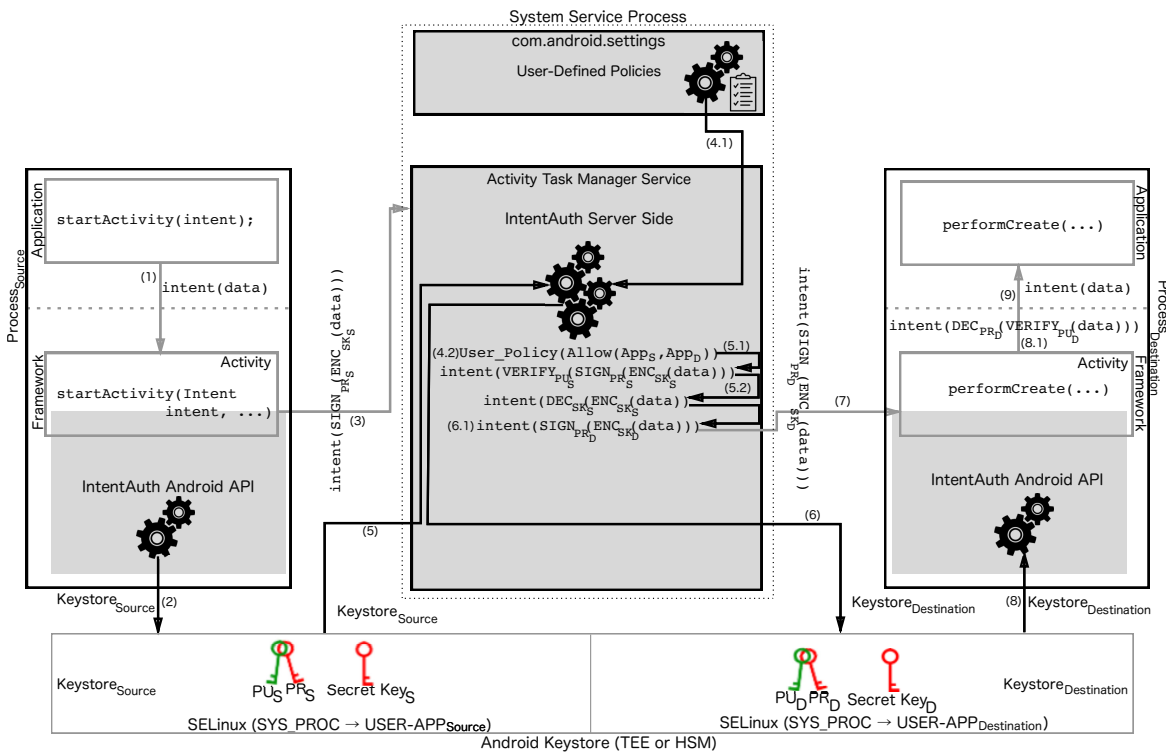 System Service Process
com.android.settings
User-Defined Policies
(4.1)
Activity Task Manager Service
IntentAuth Server Side
(4.2)User_Policy(Allow(App_S,App_D)) (5.1)
intent(VERIFY_PU_S(SIGN_PR_S(ENC_SK_S(data)))
(5.2)
intent(DEC_SK_S(ENC_SK_S(data))
(6.1)intent(SIGN_PR_D(ENC_SK_D(data)))
Process_Source
Application
startActivity(intent);
(1)
intent(data)
Framework
Activity
startActivity(Intent
intent, ...)
IntentAuth Android API
(3)
intent(SIGN_PR_S(ENC_SK_S(data)))
intent(SIGN_PR_D(ENC_SK_D(data)))
(7)
Process_Destination
Application
performCreate(...)
(9)
intent(data)
intent(DEC_PR_D(VERIFY_PU_D(data)))
(8.1)
Framework
Activity
performCreate(...)
IntentAuth Android API
Keystore_Source (2)
(5)
Keystore_Source
(6)
Keystore_Destination
(8) Keystore_Destination
Keystore_Source
PU_S PR_S
Secret Key_S
SELinux (SYS_PROC → USER-APP_Source)
PU_D PR_D
Secret Key_D
Keystore_Destination
SELinux (SYS_PROC → USER-APP_Destination)
Android Keystore (TEE or HSM)